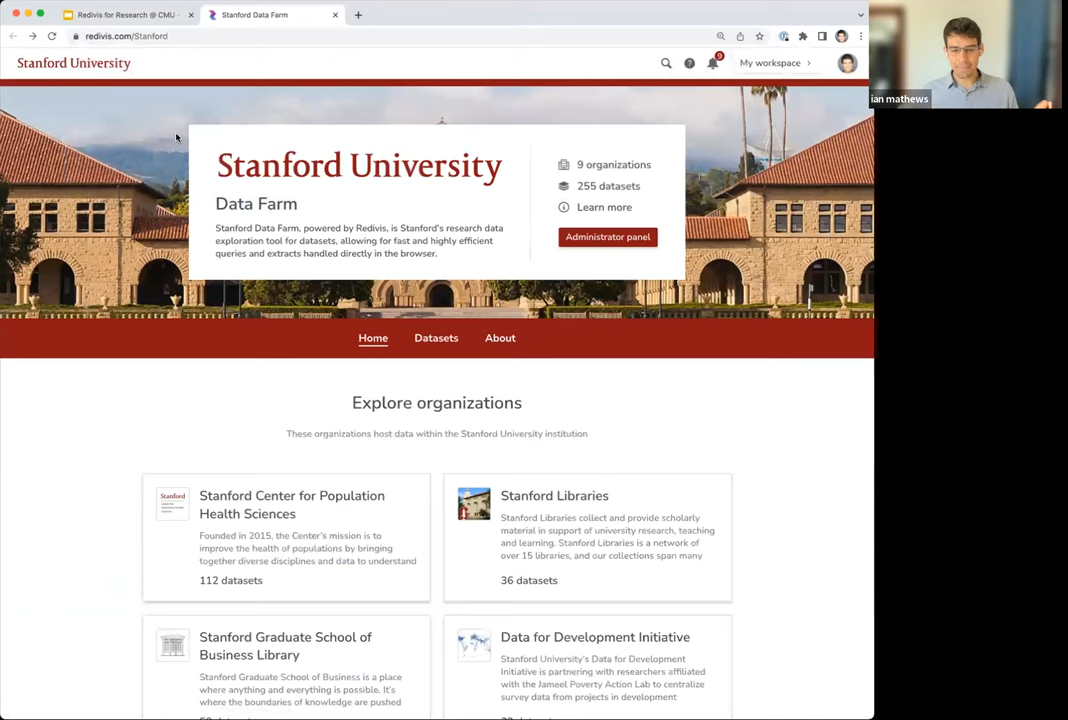 Redivis for Research @ CMU -
Stanford Data Farm
redivis.com/Stanford
Stanford University
9
My workspace
ian mathews
Stanford University
Data Farm
Stanford Data Farm, powered by Redivis, is Stanford's research data
exploration tool for datasets, allowing for fast and highly efficient
queries and extracts handled directly in the browser.
9 organizations
255 datasets
Learn more
Administrator panel
Home Datasets About
Explore organizations
These organizations host data within the Stanford University institution
Stanford Center for Population
Health Sciences
Founded in 2015, the Center's mission is to
improve the health of populations by bringing
together diverse disciplines and data to understand
112 datasets
Stanford Libraries
Stanford Libraries collect and provide scholarly
material in support of university research, teaching
and learning. Stanford Libraries is a network of
over 15 libraries, and our collections span many
36 datasets
Stanford Graduate School of
Business Library
Stanford Graduate School of Business is a place
where anything and everything is possible. It's
where the boundaries of knowledge are pushed
Data for Development Initiative
Stanford University's Data for Development
Initiative is partnering with researchers affiliated
with the Jameel Poverty Action Lab to centralize
survey data from projects in development